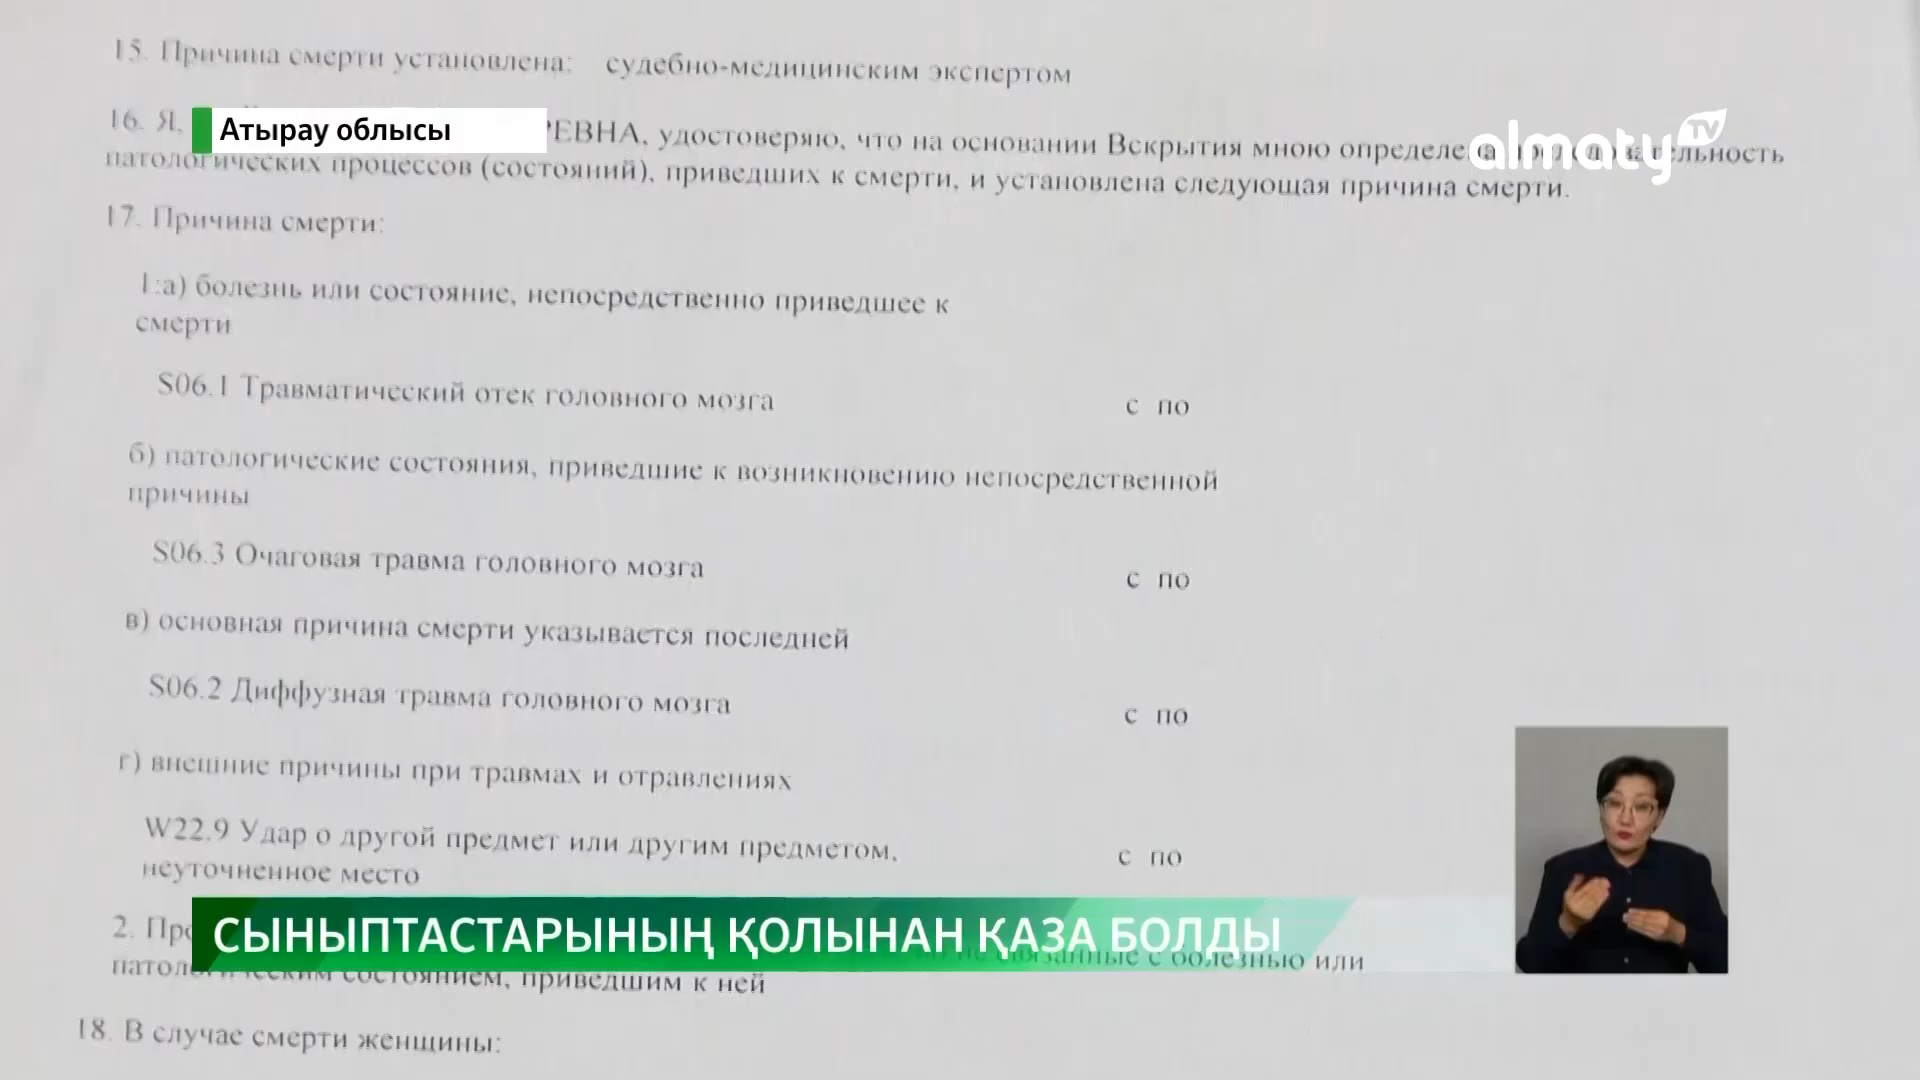 15. Причина смерти установлена: судебно-медицинским экспертом
16. Я, РЕВНА, удостоверяю, что на основании Вскрытия мною определена последовательность
Атырау облысы
almaty TV
патологических процессов (состояний), приведших к смерти, и установлена следующая причина смерти.
17. Причина смерти:
1:а) болезнь или состояние, непосредственно приведшее к
смерти
S06.1 Травматический отек головного мозга с по
б) патологические состояния, приведшие к возникновению непосредственной
причины
S06.3 Очаговая травма головного мозга с по
в) основная причина смерти указывается последней
S06.2 Диффузная травма головного мозга с по
г) внешние причины при травмах и отравлениях
W22.9 Удар о другой предмет или другим предметом, с по
неуточненное место
2. не связанные с болезнью или
СЫНЫПТАСТАРЫНЫҢ ҚОЛЫНАН ҚАЗА БОЛДЫ
патологическим состоянием, приведшим к ней
18. В случае смерти женщины: